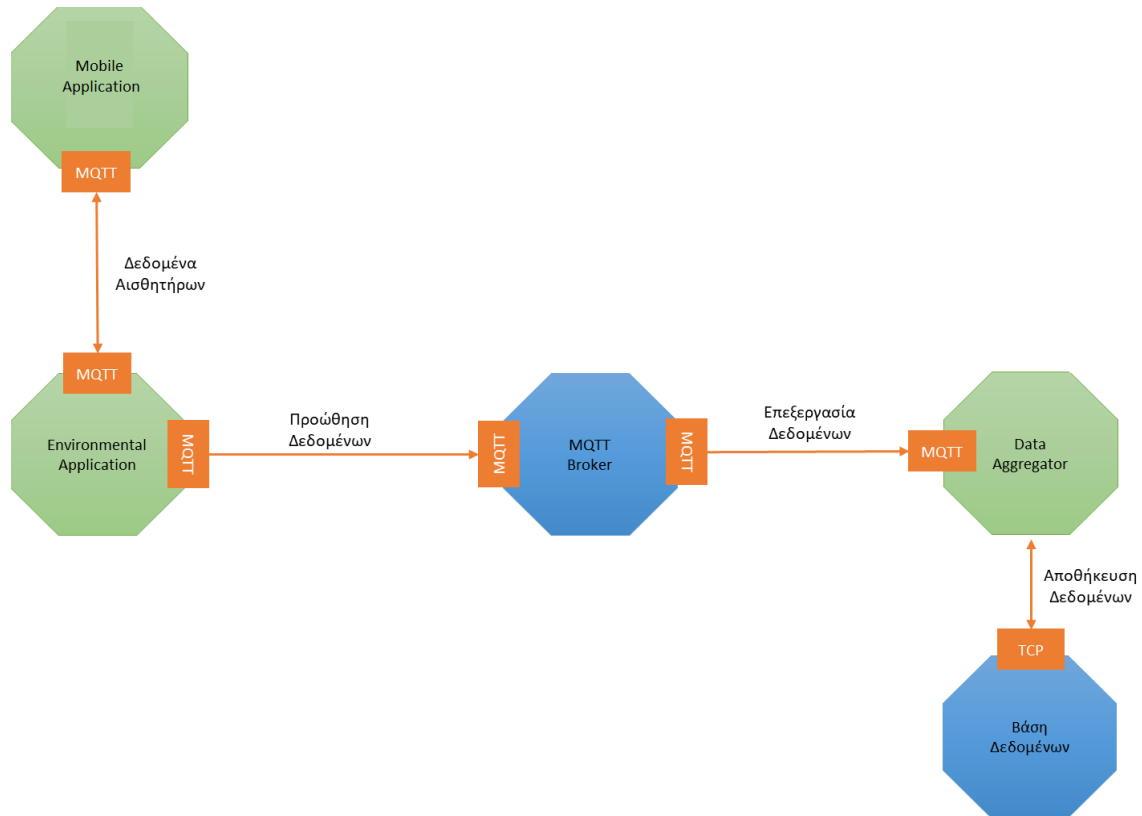 Mobile
Application
MQTT
Δεδομένα
Αισθητήρων
MQTT
Environmental
Application
MQTT
Προώθηση
Δεδομένων
MQTT
MQTT
Broker
MQTT
Επεξεργασία
Δεδομένων
MQTT
Data
Aggregator
Αποθήκευση
Δεδομένων
TCP
Βάση
Δεδομένων